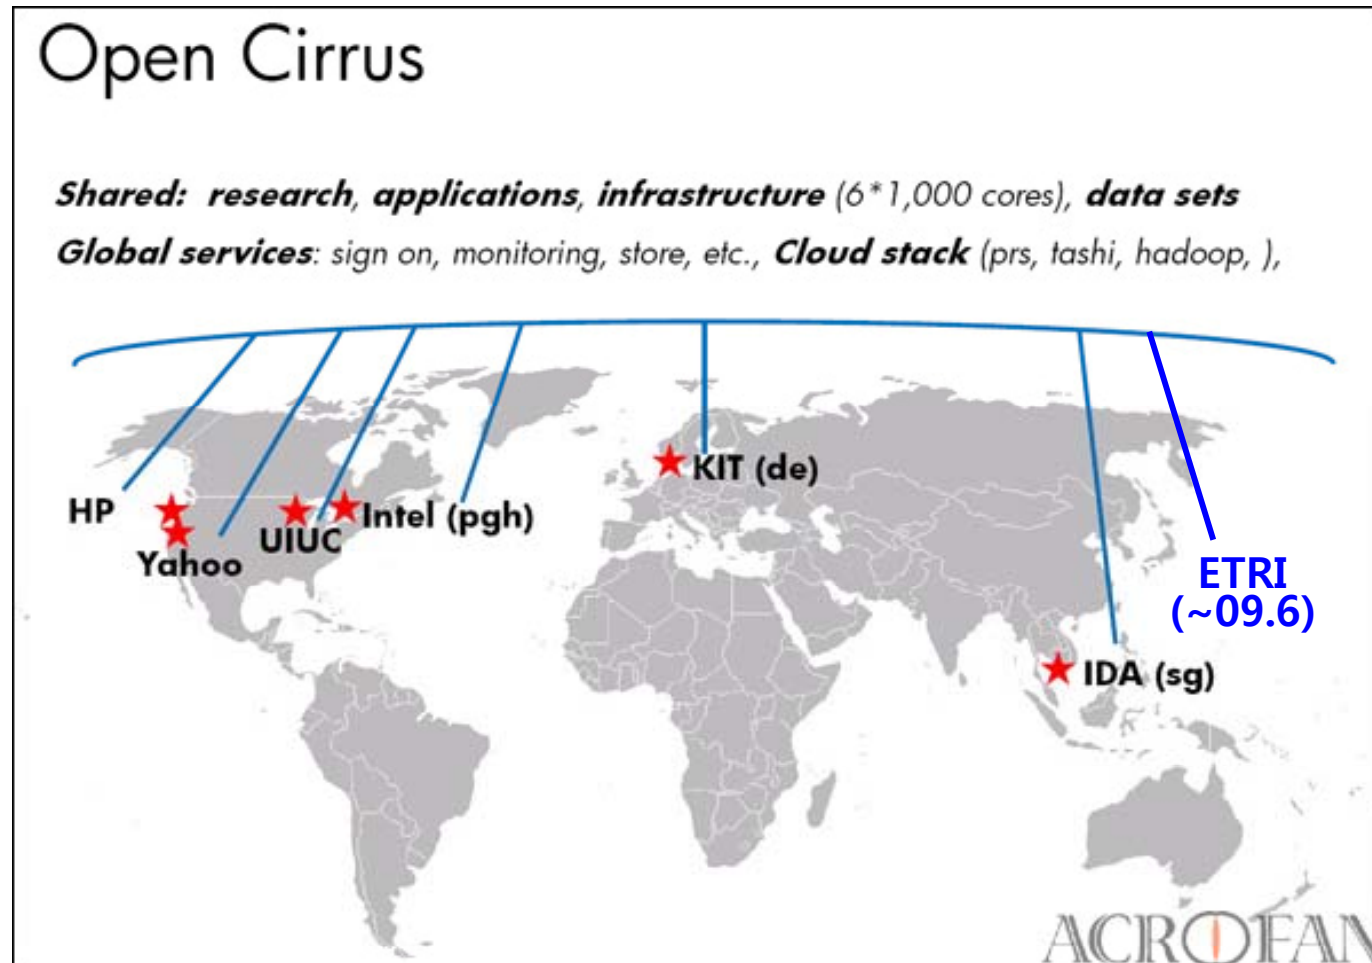 Open Cirrus
Shared: research, applications, infrastructure (6*1,000 cores), data sets
Global services: sign on, monitoring, store, etc., Cloud stack (prs, tashi, hadoop, ),
HP
Yahoo
UIUC
Intel (pgh)
KIT (de)
ETRI
(~09.6)
IDA (sg)
ACROFAN